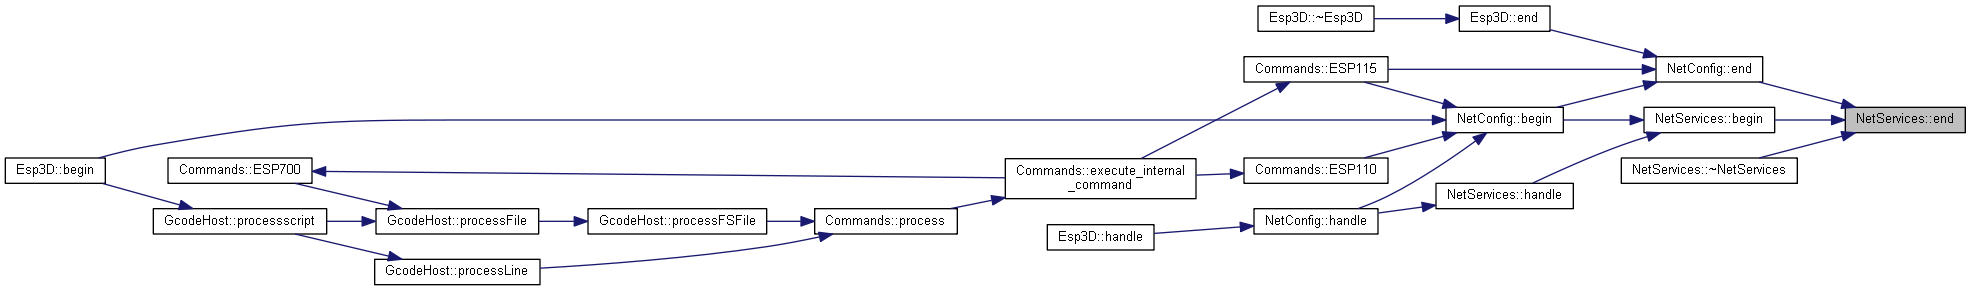 Esp3D::~Esp3D
Esp3D::end
Commands::ESP115
NetConfig::end
NetConfig::begin
NetServices::begin
NetServices::end
Esp3D::begin
Commands::ESP700
Commands::execute_internal
_command
Commands::ESP110
NetServices::~NetServices
NetServices::handle
GcodeHost::processscript
GcodeHost::processFile
GcodeHost::processFSFile
Commands::process
NetConfig::handle
Esp3D::handle
GcodeHost::processLine